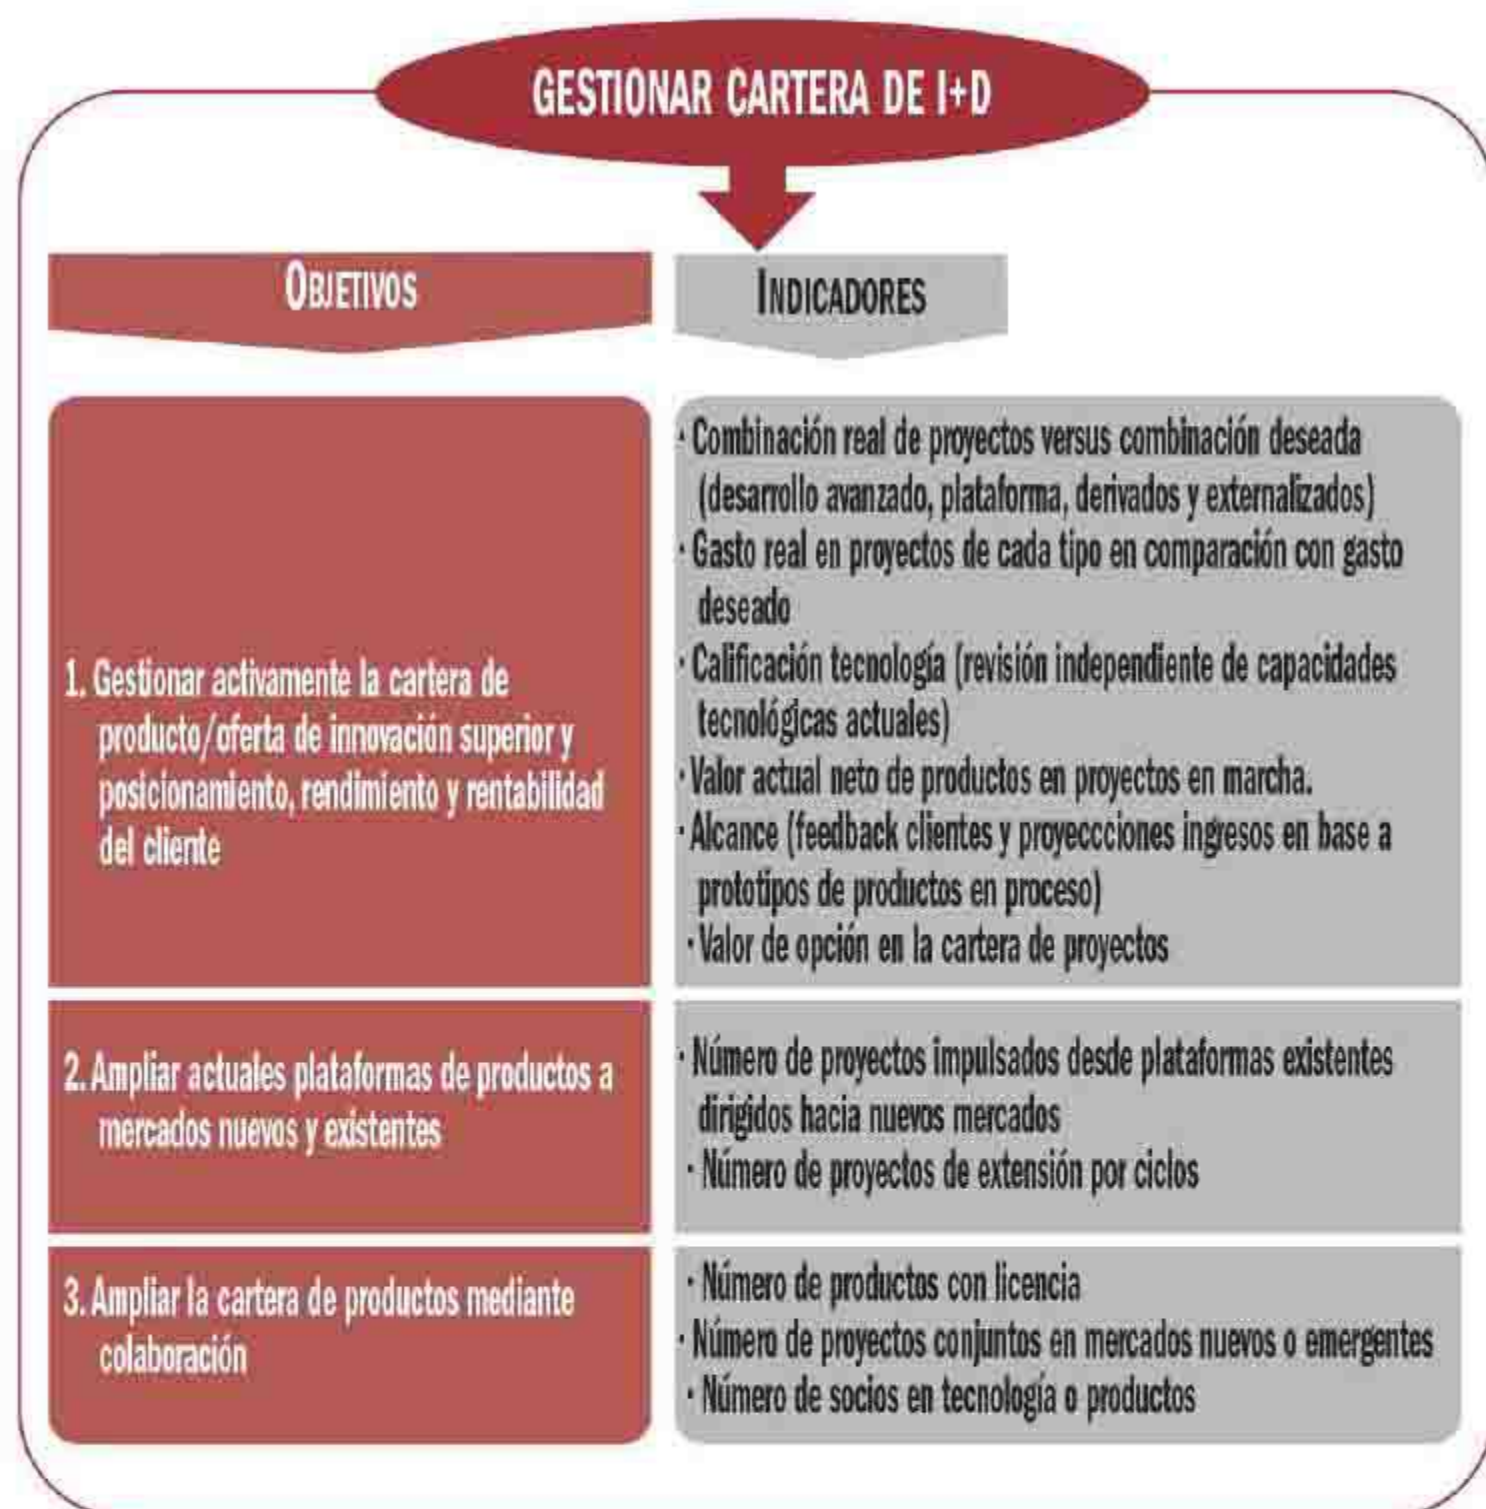 GESTIONAR CARTERA DE I+D
OBJETIVOS
INDICADORES
1. Gestionar activamente la cartera de
producto/oferta de innovación superior y
posicionamiento, rendimiento y rentabilidad
del cliente
· Combinación real de proyectos versus combinación deseada
(desarrollo avanzado, plataforma, derivados y externalizados)
· Gasto real en proyectos de cada tipo en comparación con gasto
deseado
· Calificación tecnología (revisión independiente de capacidades
tecnológicas actuales)
· Valor actual neto de productos en proyectos en marcha.
· Alcance (feedback clientes y proyeccciones ingresos en base a
prototipos de productos en proceso)
· Valor de opción en la cartera de proyectos
2. Ampliar actuales plataformas de productos a
mercados nuevos y existentes
· Número de proyectos impulsados desde plataformas existentes
dirigidos hacia nuevos mercados
· Número de proyectos de extensión por ciclos
3. Ampliar la cartera de productos mediante
colaboración
· Número de productos con licencia
· Número de proyectos conjuntos en mercados nuevos o emergentes
· Número de socios en tecnología o productos